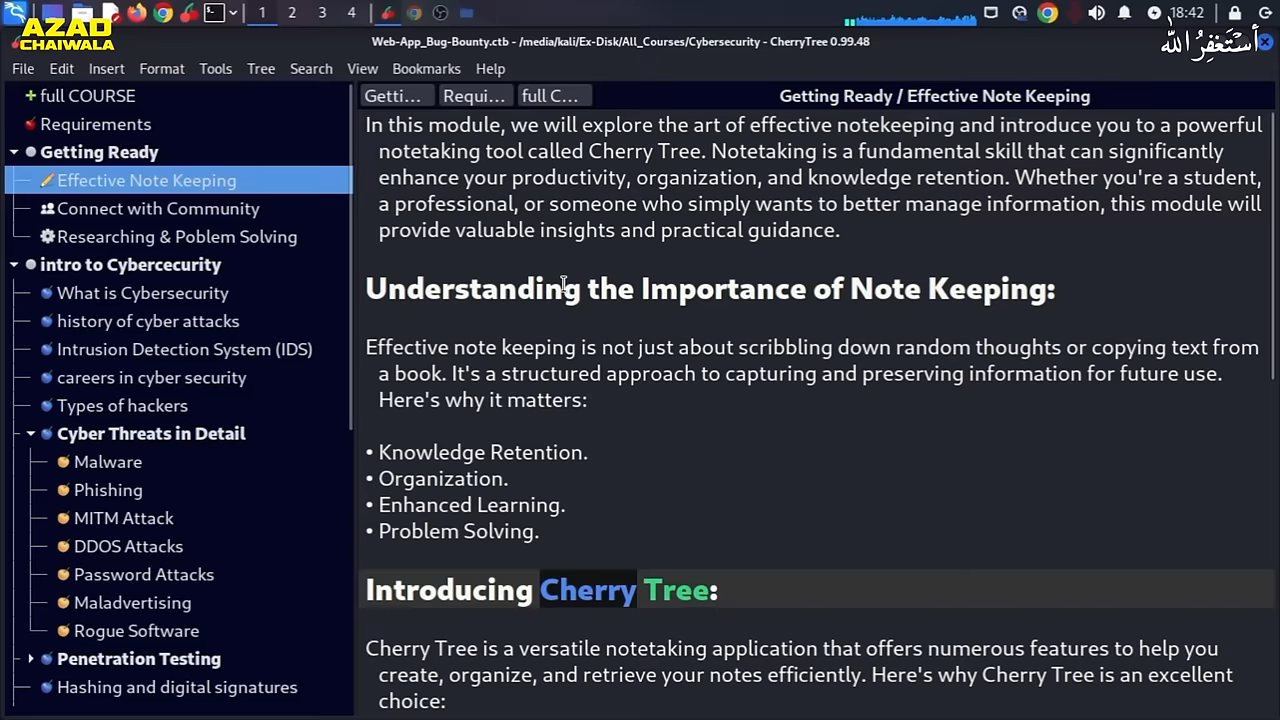 AZAD
CHAIWALA
1 2 3 4
18:42
أستغفر الله
Web-App_Bug-Bounty.ctb - /media/kali/Ex-Disk/All_Courses/Cybersecurity - CherryTree 0.99.48
File Edit Insert Format Tools Tree Search View Bookmarks Help
full COURSE
Requirements
Getting Ready
Effective Note Keeping
Connect with Community
Researching & Poblem Solving
intro to Cybercecurity
What is Cybersecurity
history of cyber attacks
Intrusion Detection System (IDS)
careers in cyber security
Types of hackers
Cyber Threats in Detail
Malware
Phishing
MITM Attack
DDOS Attacks
Password Attacks
Maladvertising
Rogue Software
Penetration Testing
Hashing and digital signatures
Getti... Requi... full C... Getting Ready / Effective Note Keeping
In this module, we will explore the art of effective notekeeping and introduce you to a powerful
notetaking tool called Cherry Tree. Notetaking is a fundamental skill that can significantly
enhance your productivity, organization, and knowledge retention. Whether you're a student,
a professional, or someone who simply wants to better manage information, this module will
provide valuable insights and practical guidance.
Understanding the Importance of Note Keeping:
Effective note keeping is not just about scribbling down random thoughts or copying text from
a book. It's a structured approach to capturing and preserving information for future use.
Here's why it matters:
• Knowledge Retention.
• Organization.
• Enhanced Learning.
• Problem Solving.
Introducing Cherry Tree:
Cherry Tree is a versatile notetaking application that offers numerous features to help you
create, organize, and retrieve your notes efficiently. Here's why Cherry Tree is an excellent
choice: